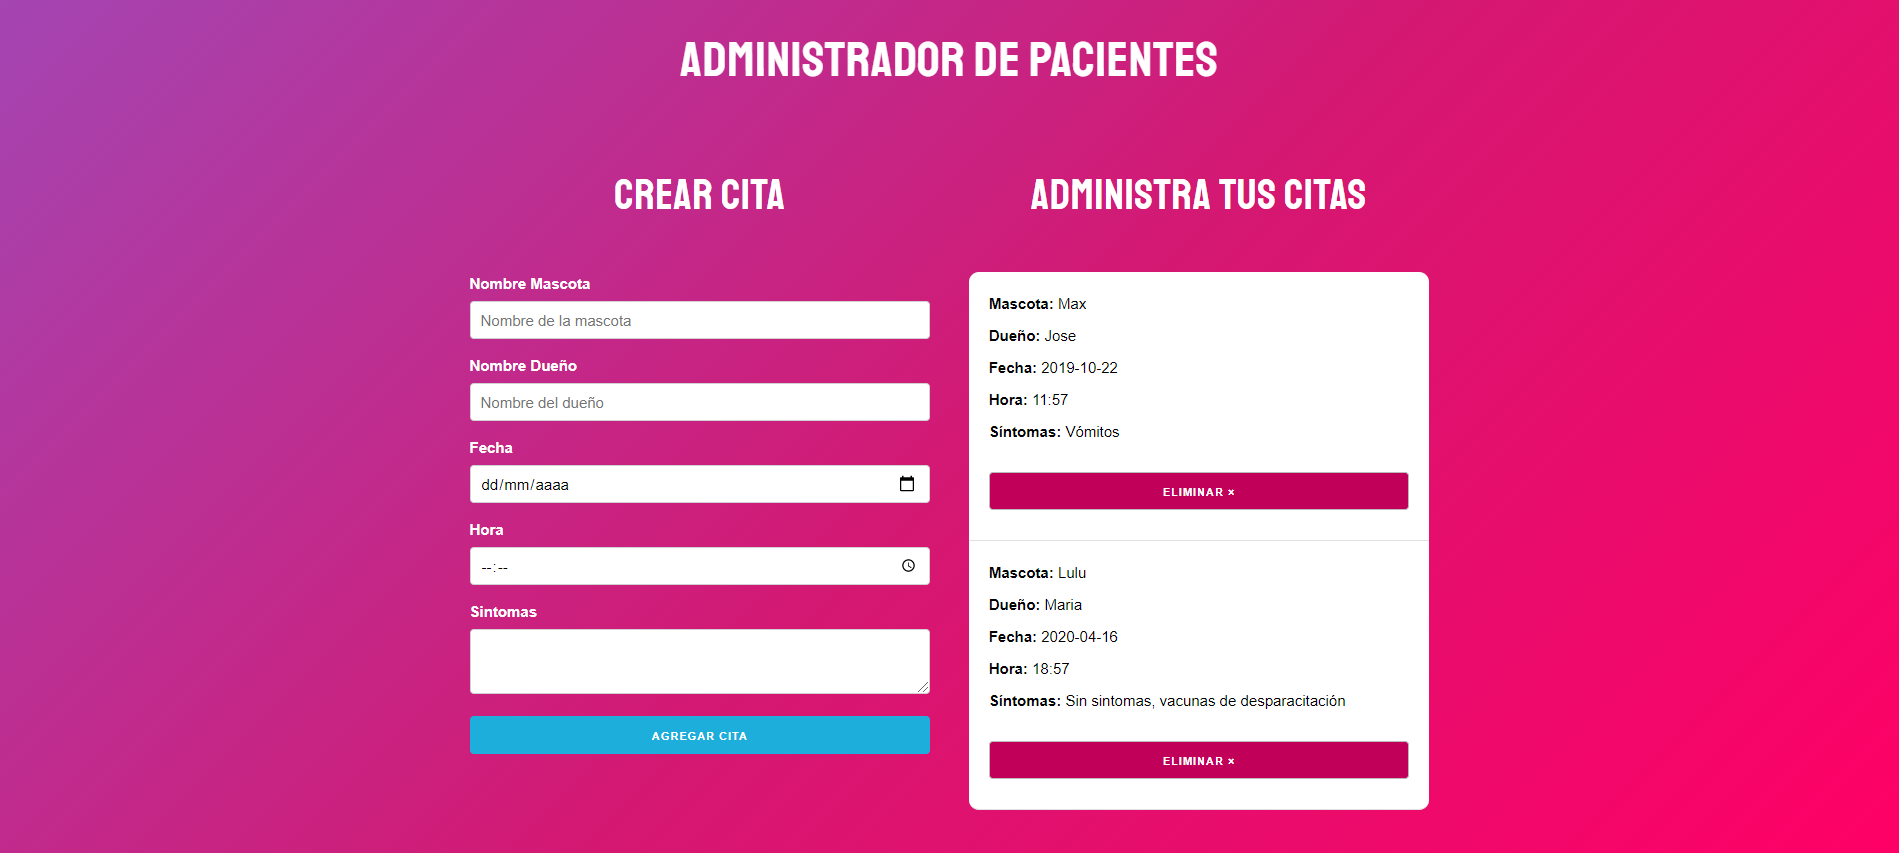 ADMINISTRADOR DE PACIENTES
CREAR CITA
Nombre Mascota
Nombre de la mascota
Nombre Dueño
Nombre del dueño
Fecha
dd/mm/aaaa
Hora
--:--
Sintomas
AGREGAR CITA
ADMINISTRA TUS CITAS
Mascota: Max
Dueño: Jose
Fecha: 2019-10-22
Hora: 11:57
Síntomas: Vómitos
ELIMINAR ×
Mascota: Lulu
Dueño: Maria
Fecha: 2020-04-16
Hora: 18:57
Síntomas: Sin sintomas, vacunas de desparacitación
ELIMINAR ×